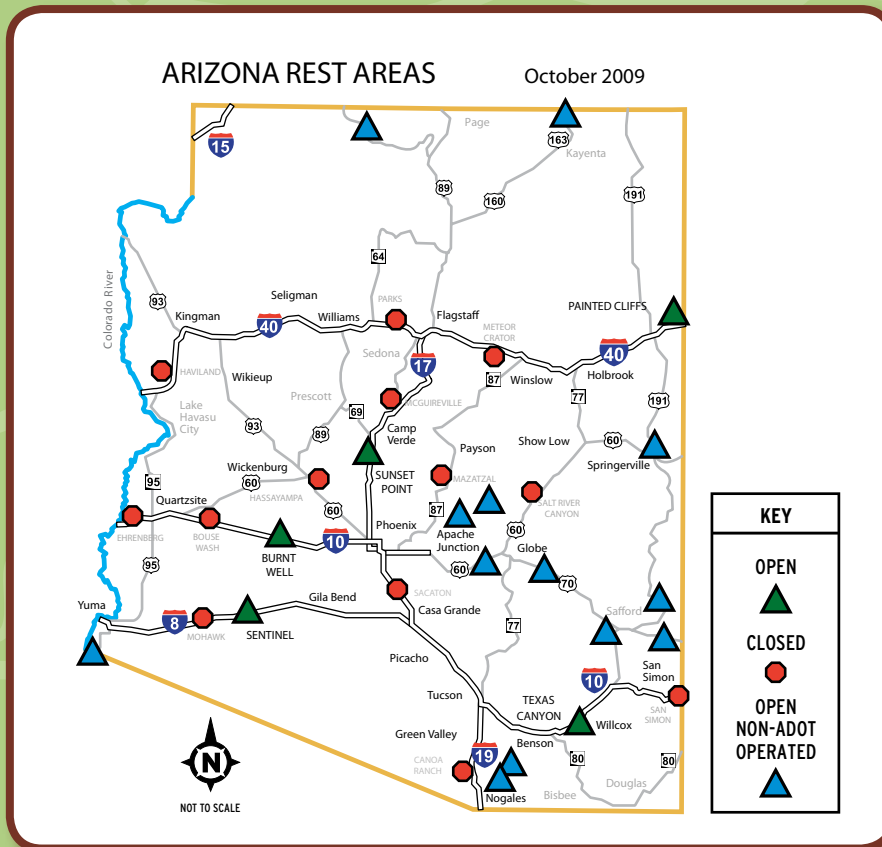 ARIZONA REST AREAS
October 2009
15
Page
163
Kayenta
89
160
191
Colorado River
64
93
Seligman
PARKS
PAINTED CLIFFS
Kingman
40
Williams
Flagstaff
METEOR
CRATOR
40
Sedona
17
HAVILAND
Wikieup
87
Winslow
Holbrook
77
191
Prescott
69
MCGUIREVILLE
Lake
Havasu
City
93
89
Camp
Verde
Payson
Show Low
60
Springerville
Wickenburg
SUNSET
POINT
MAZATZAL
95
60
HASSAYAMPA
Quartzsite
60
87
SALT RIVER
CANYON
Phoenix
Apache
Junction
60
EHRENBERG
BOUSE
WASH
10
Globe
BURNT
WELL
95
60
70
SACATON
Yuma
Gila Bend
Casa Grande
Safford
8
MOHAWK
SENTINEL
77
Picacho
San
Simon
10
Tucson
TEXAS
CANYON
Willcox
SAN
SIMON
Green Valley
Benson
19
CANOA
RANCH
80
80
Douglas
Bisbee
Nogales
N
NOT TO SCALE
KEY
OPEN
CLOSED
OPEN
NON-ADOT
OPERATED